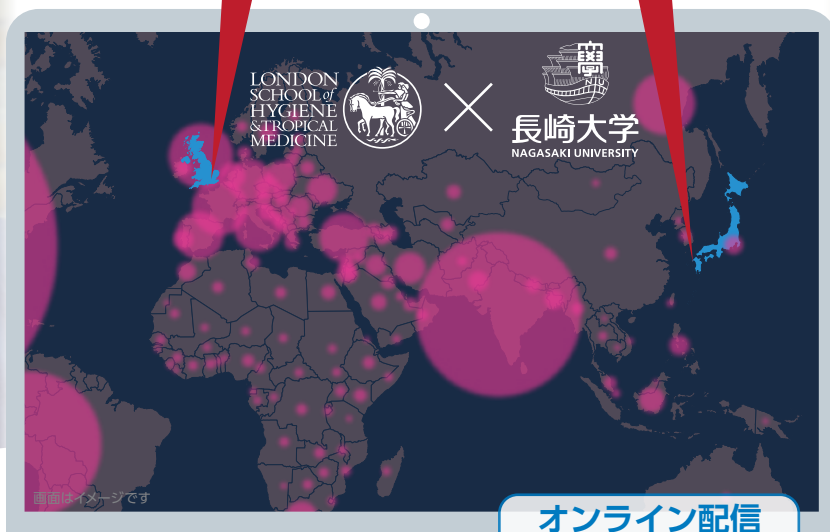 LONDON
SCHOOL of
HYGIENE
&TROPICAL
MEDICINE
長崎大学
NAGASAKI UNIVERSITY
画面はイメージです
オンライン配信